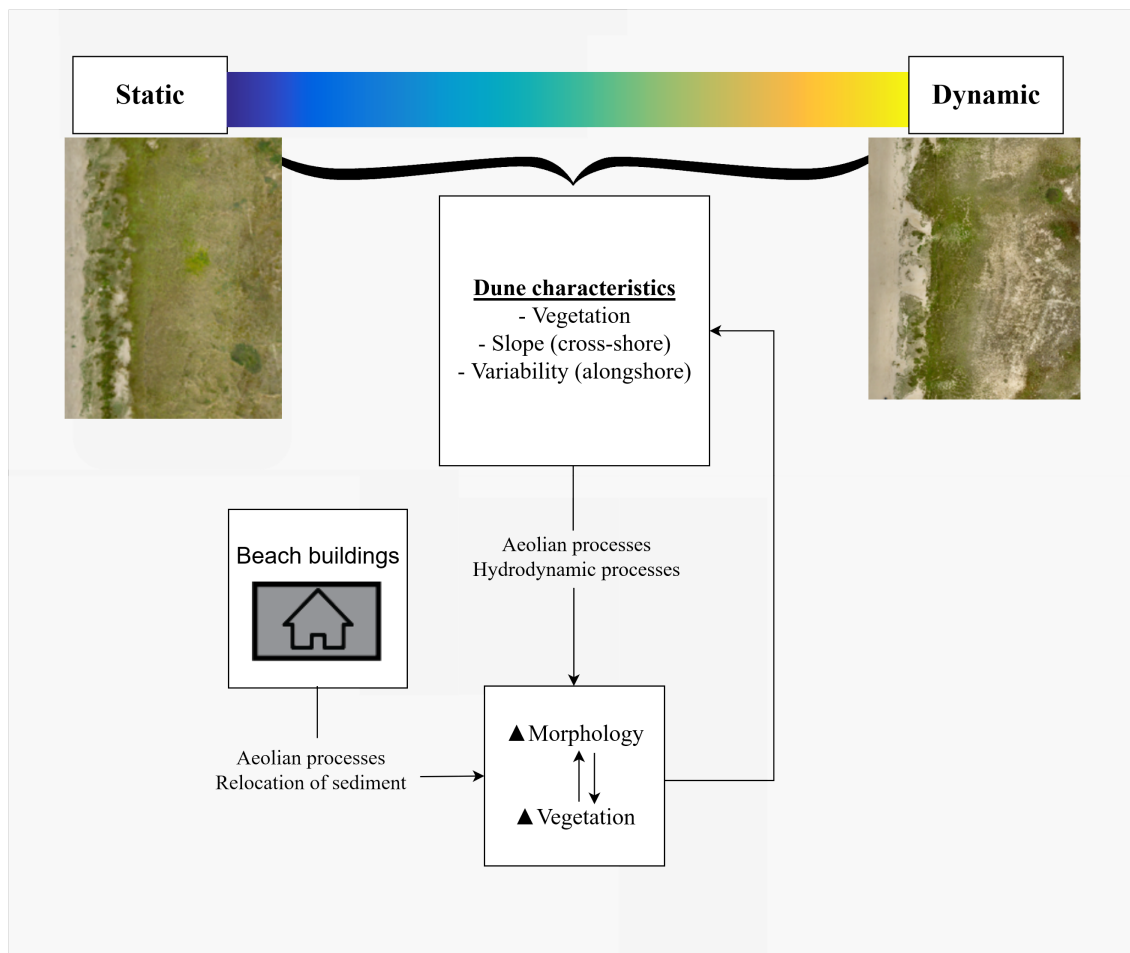 Static
Dynamic
Dune characteristics
- Vegetation
- Slope (cross-shore)
- Variability (alongshore)
Beach buildings
Aeolian processes
Hydrodynamic processes
Aeolian processes
Relocation of sediment
▲Morphology
▲Vegetation